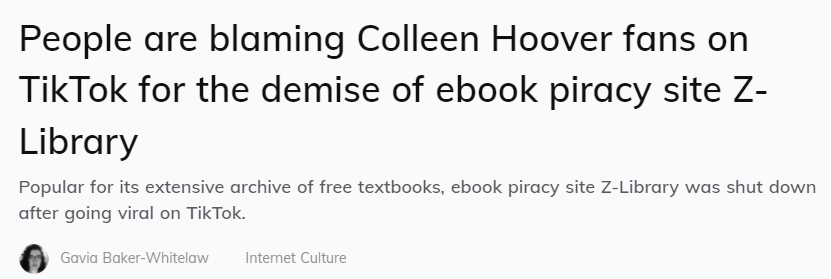 People are blaming Colleen Hoover fans on
TikTok for the demise of ebook piracy site Z-
Library
Popular for its extensive archive of free textbooks, ebook piracy site Z-Library was shut down
after going viral on TikTok.
Gavia Baker-Whitelaw Internet Culture